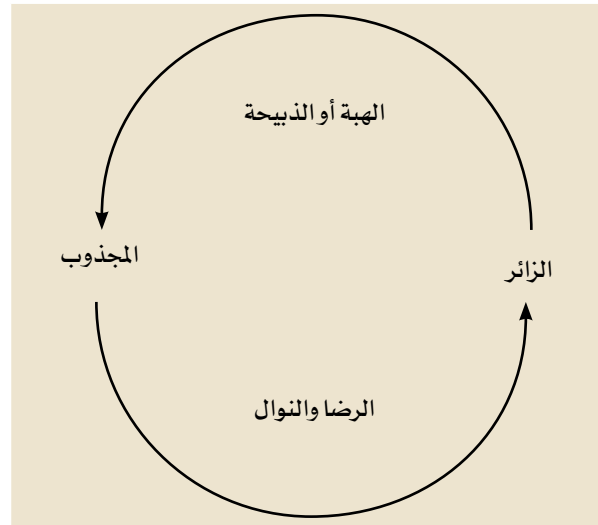 الهبة أو الذبيحة
المجذوب
الزائر
الرضا والنوال